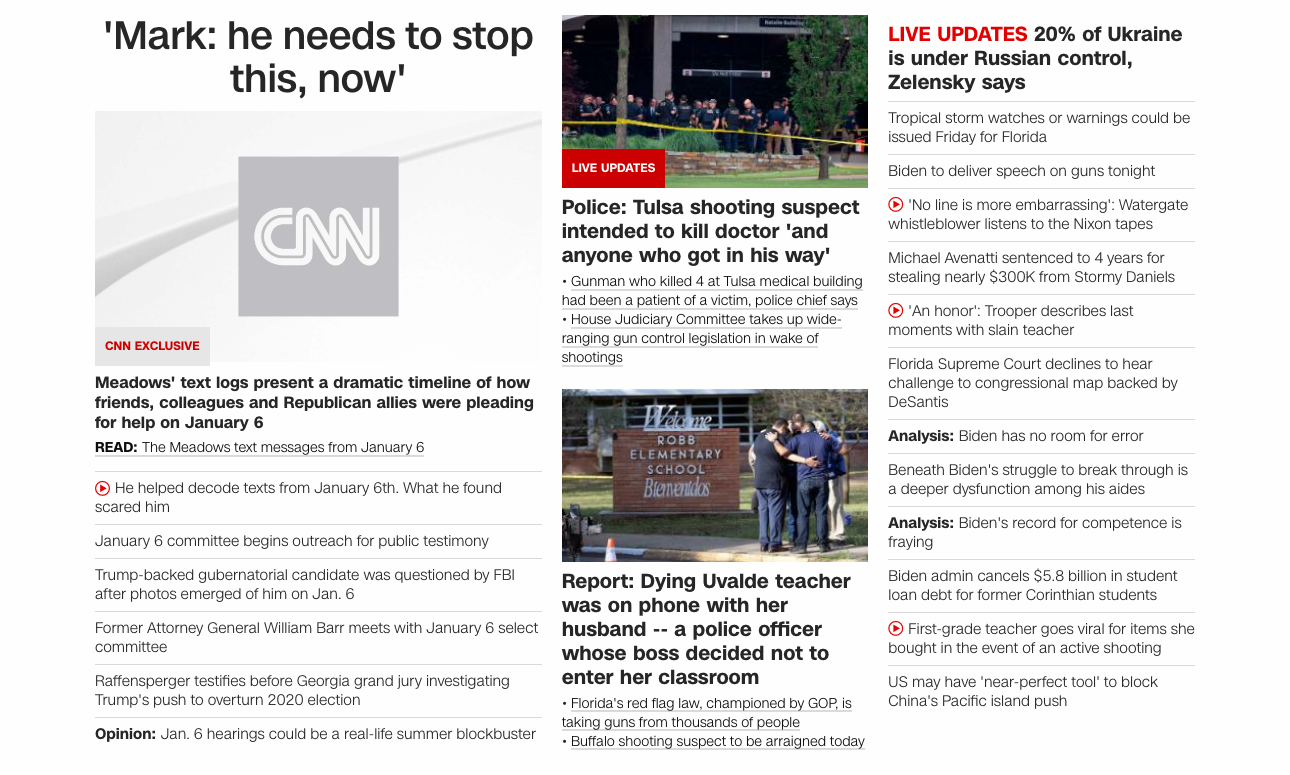 'Mark: he needs to stop
this, now'
CNN
CNN EXCLUSIVE
Meadows' text logs present a dramatic timeline of how
friends, colleagues and Republican allies were pleading
for help on January 6
READ: The Meadows text messages from January 6
He helped decode texts from January 6th. What he found
scared him
January 6 committee begins outreach for public testimony
Trump-backed gubernatorial candidate was questioned by FBI
after photos emerged of him on Jan. 6
Former Attorney General William Barr meets with January 6 select
committee
Raffensperger testifies before Georgia grand jury investigating
Trump's push to overturn 2020 election
Opinion: Jan. 6 hearings could be a real-life summer blockbuster
LIVE UPDATES
Police: Tulsa shooting suspect
intended to kill doctor 'and
anyone who got in his way'
• Gunman who killed 4 at Tulsa medical building
had been a patient of a victim, police chief says
• House Judiciary Committee takes up wide-
ranging gun control legislation in wake of
shootings
Welcome
ROBB
ELEMENTARY
SCHOOL
Bienvenidos
Report: Dying Uvalde teacher
was on phone with her
husband -- a police officer
whose boss decided not to
enter her classroom
• Florida's red flag law, championed by GOP, is
taking guns from thousands of people
• Buffalo shooting suspect to be arraigned today
LIVE UPDATES 20% of Ukraine
is under Russian control,
Zelensky says
Tropical storm watches or warnings could be
issued Friday for Florida
Biden to deliver speech on guns tonight
'No line is more embarrassing': Watergate
whistleblower listens to the Nixon tapes
Michael Avenatti sentenced to 4 years for
stealing nearly $300K from Stormy Daniels
'An honor': Trooper describes last
moments with slain teacher
Florida Supreme Court declines to hear
challenge to congressional map backed by
DeSantis
Analysis: Biden has no room for error
Beneath Biden's struggle to break through is
a deeper dysfunction among his aides
Analysis: Biden's record for competence is
fraying
Biden admin cancels $5.8 billion in student
loan debt for former Corinthian students
First-grade teacher goes viral for items she
bought in the event of an active shooting
US may have 'near-perfect tool' to block
China's Pacific island push